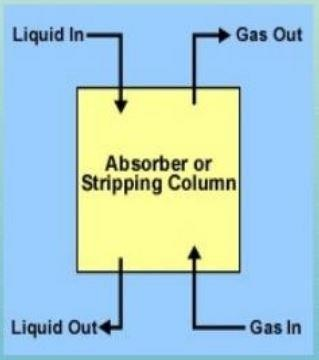 Liquid In
Gas Out
Absorber or
Stripping Column
Liquid Out
Gas In